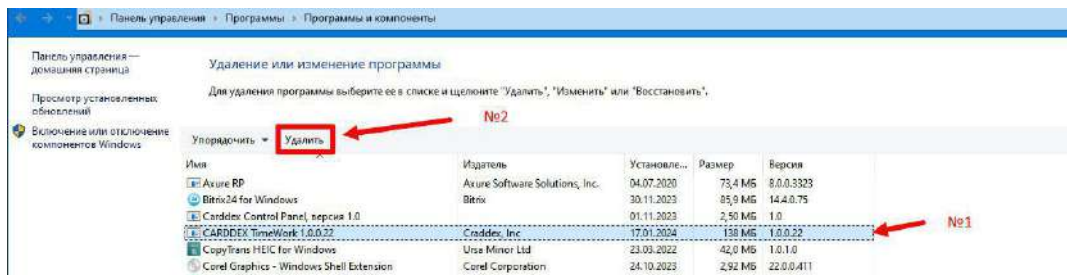 Панель управления › Программы › Программы и компоненты
Панель управления — домашняя страница
Просмотр установленных обновлений
Включение или отключение компонентов Windows
Удаление или изменение программы
Для удаления программы выберите ее в списке и щелкните "Удалить", "Изменить" или "Восстановить".
№2
Упорядочить Удалить
Имя Издатель Установле... Размер Версия
Axure RP Axure Software Solutions, Inc. 04.07.2020 73,4 МБ 8.0.0.3323
Bitrix24 for Windows Bitrix 30.11.2023 85,9 МБ 14.4.0.75
Carddex Control Panel, версия 1.0 01.11.2023 2,50 МБ 1.0
CARDDEX TimeWork 1.0.0.22 Craddex, Inc 17.01.2024 138 МБ 1.0.0.22
№1
CopyTrans HEIC for Windows Ursa Minor Ltd 23.03.2022 42,0 МБ 1.0.1.0
Corel Graphics - Windows Shell Extension Corel Corporation 24.10.2023 2,92 МБ 22.0.0.411